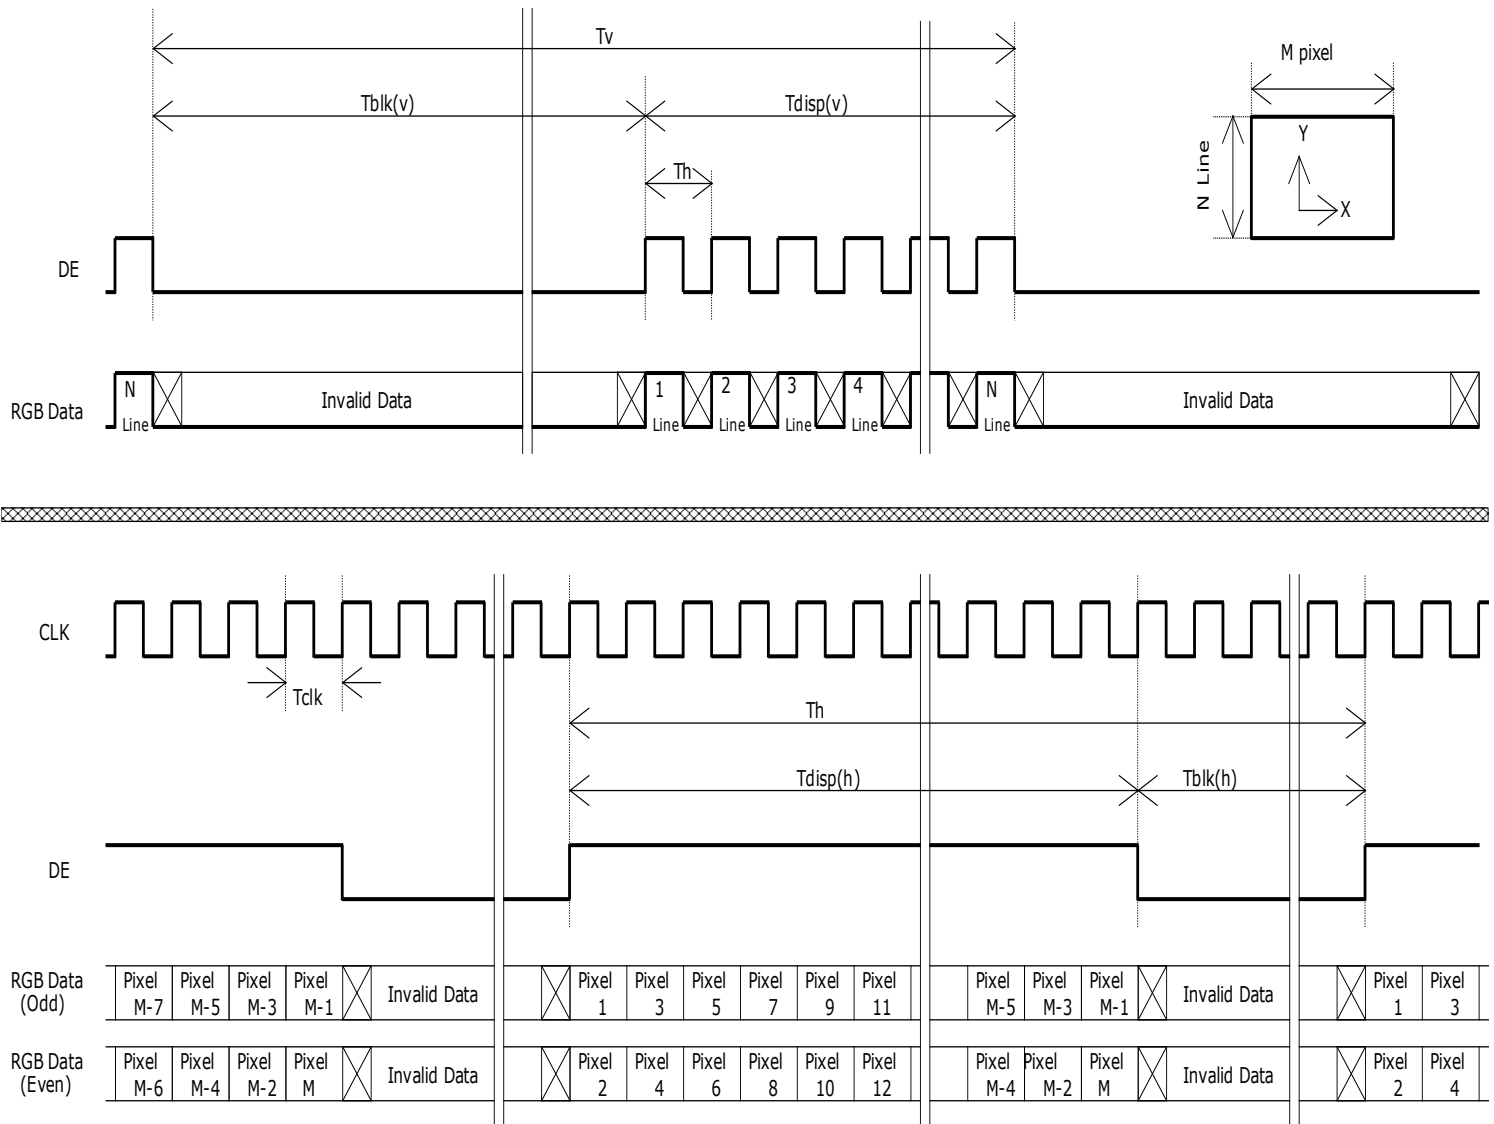 Tv
M pixel
Tblk(v) Tdisp(v)
N Line
Y
X
Th
DE
RGB Data
N Line Invalid Data 1 Line 2 Line 3 Line 4 Line N Line Invalid Data
CLK
Tclk
Th
Tdisp(h) Tblk(h)
DE
RGB Data (Odd)
Pixel M-7 Pixel M-5 Pixel M-3 Pixel M-1 Invalid Data Pixel 1 Pixel 3 Pixel 5 Pixel 7 Pixel 9 Pixel 11 Pixel M-5 Pixel M-3 Pixel M-1 Invalid Data Pixel 1 Pixel 3
RGB Data (Even)
Pixel M-6 Pixel M-4 Pixel M-2 Pixel M Invalid Data Pixel 2 Pixel 4 Pixel 6 Pixel 8 Pixel 10 Pixel 12 Pixel M-4 Pixel M-2 Pixel M Invalid Data Pixel 2 Pixel 4